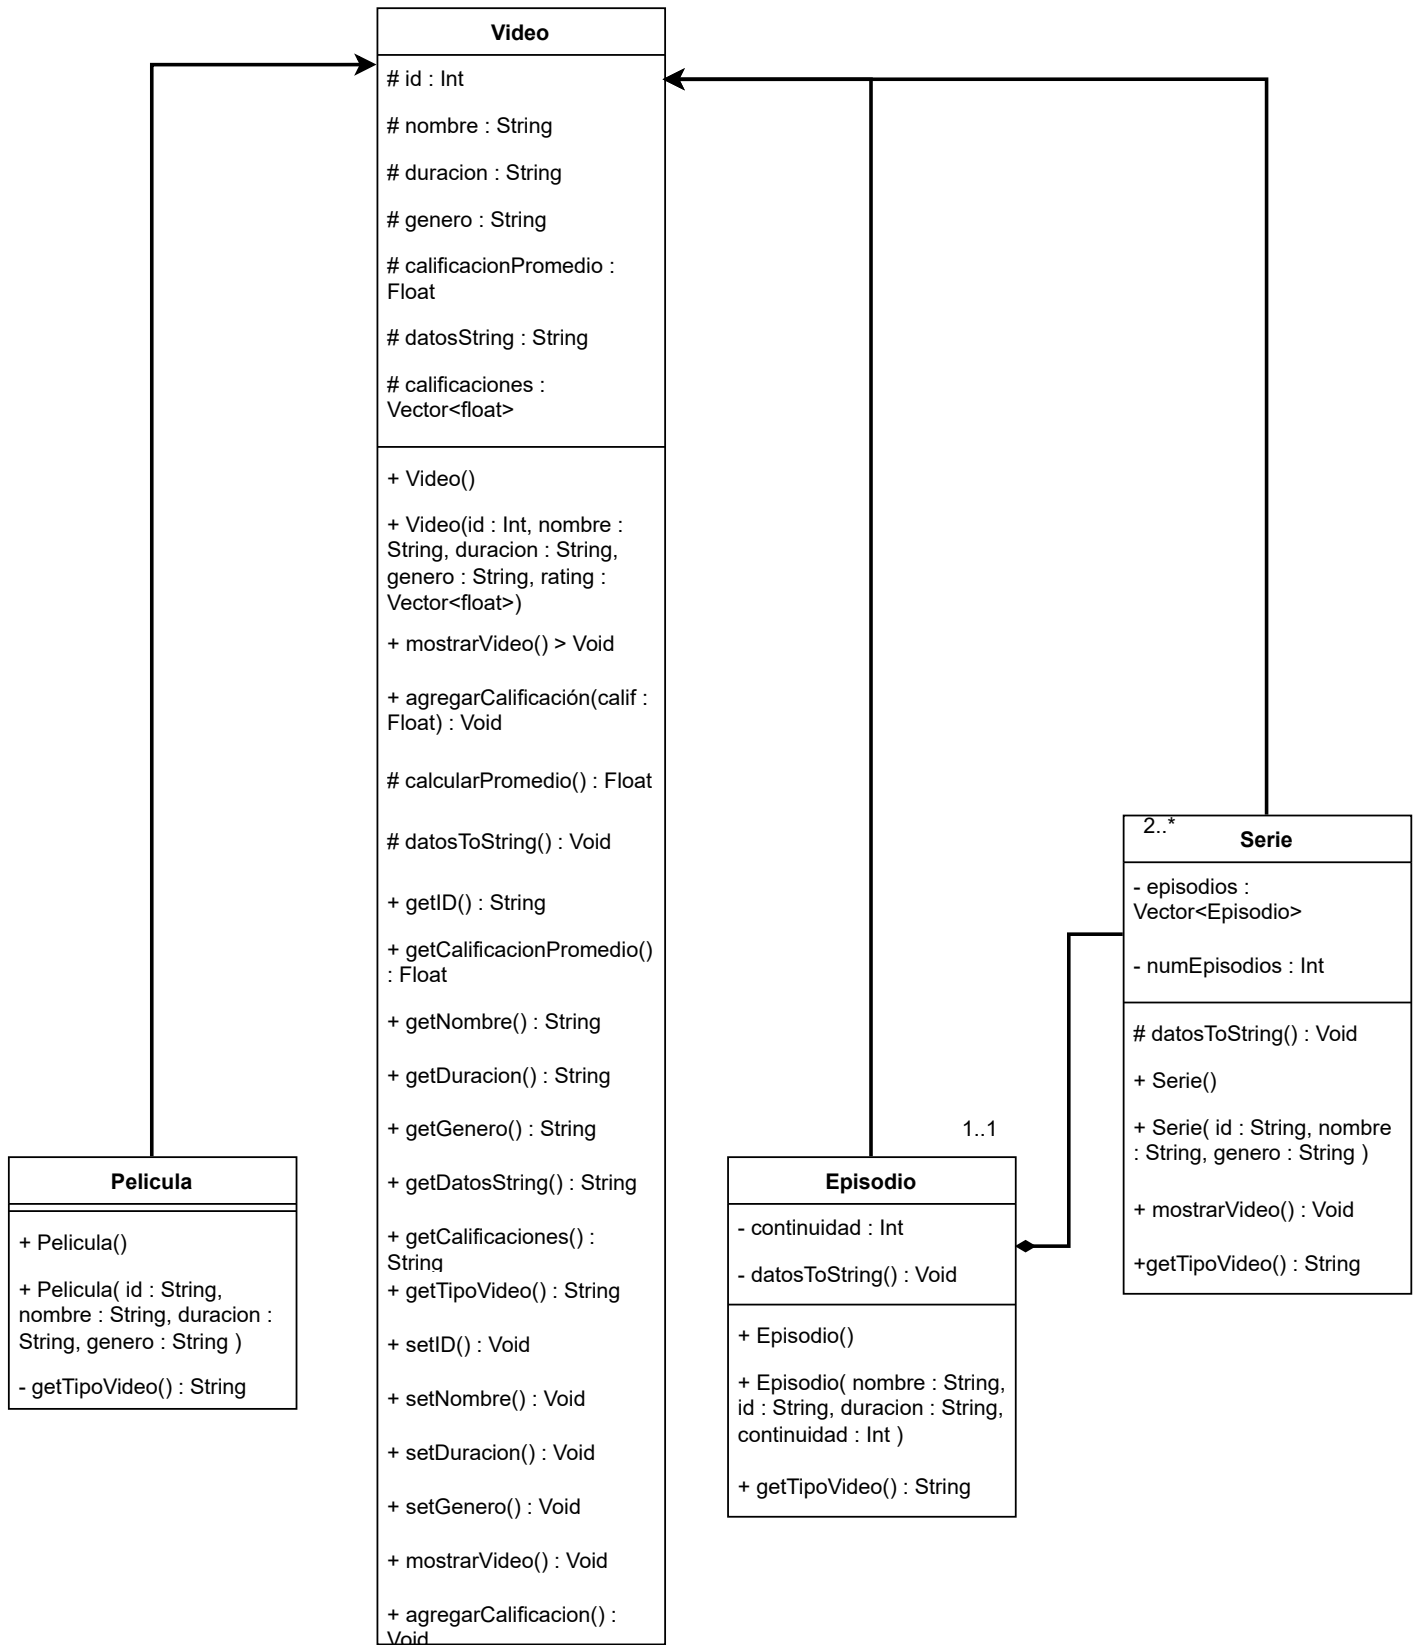 Video
# id : Int
# nombre : String
# duracion : String
# genero : String
# calificacionPromedio :
Float
# datosString : String
# calificaciones :
Vector<float>
+ Video()
+ Video(id : Int, nombre :
String, duracion : String,
genero : String, rating :
Vector<float>)
+ mostrarVideo() > Void
+ agregarCalificación(calif :
Float) : Void
# calcularPromedio() : Float
# datosToString() : Void
+ getID() : String
+ getCalificacionPromedio()
: Float
+ getNombre() : String
+ getDuracion() : String
+ getGenero() : String
+ getDatosString() : String
+ getCalificaciones() :
String
+ getTipoVideo() : String
+ setID() : Void
+ setNombre() : Void
+ setDuracion() : Void
+ setGenero() : Void
+ mostrarVideo() : Void
+ agregarCalificacion() :
Void
Pelicula
+ Pelicula()
+ Pelicula( id : String,
nombre : String, duracion :
String, genero : String )
- getTipoVideo() : String
1..1
Episodio
- continuidad : Int
- datosToString() : Void
+ Episodio()
+ Episodio( nombre : String,
id : String, duracion : String,
continuidad : Int )
+ getTipoVideo() : String
2..*
Serie
- episodios :
Vector<Episodio>
- numEpisodios : Int
# datosToString() : Void
+ Serie()
+ Serie( id : String, nombre
: String, genero : String )
+ mostrarVideo() : Void
+getTipoVideo() : String